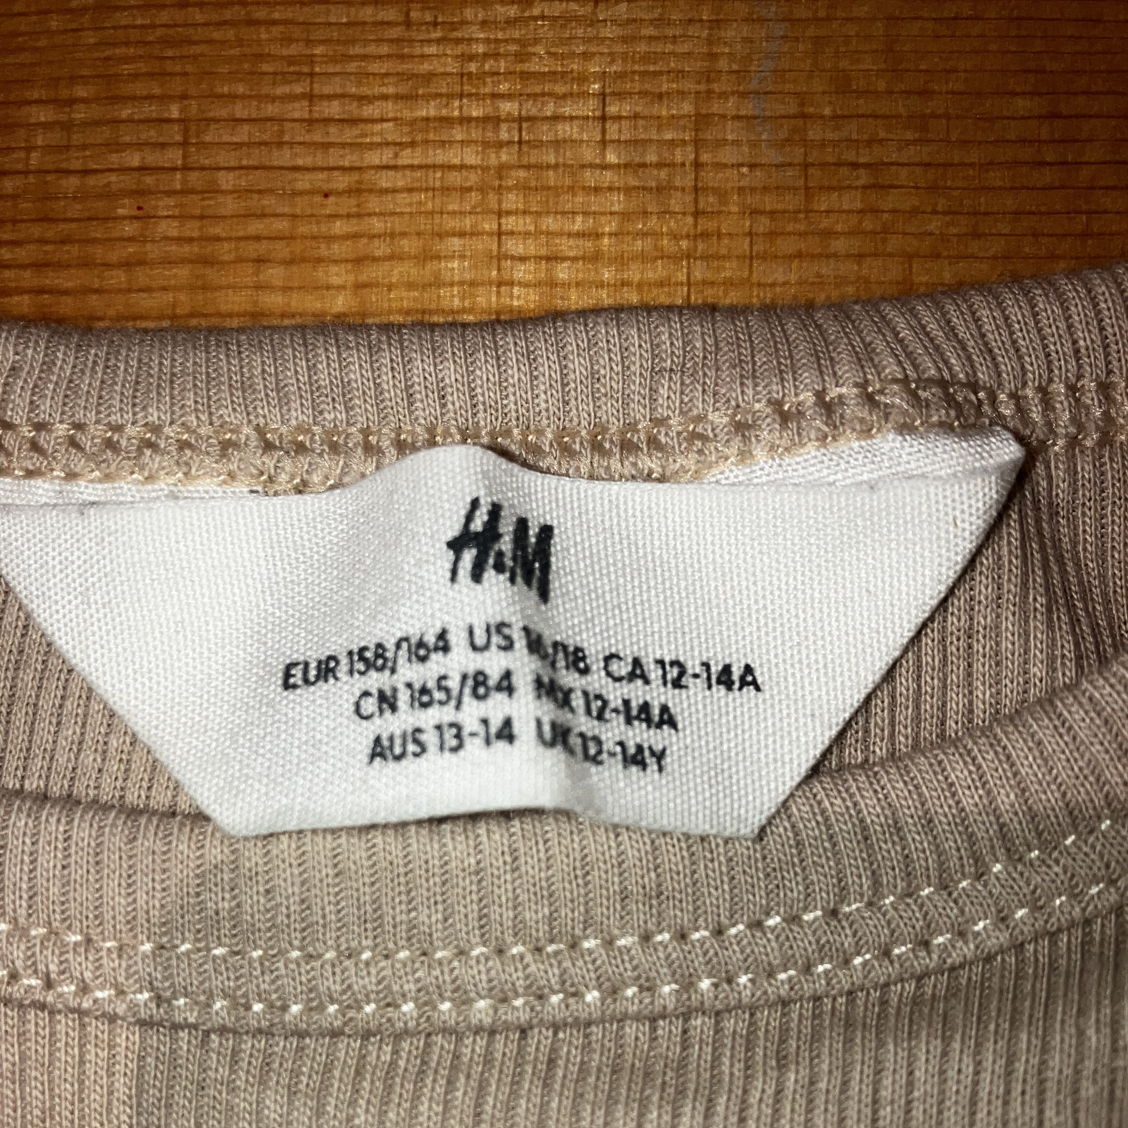 H&M
EUR 158/164 US 16/18 CA 12-14A
CN 165/84 MX 12-14A
AUS 13-14 UK 12-14Y